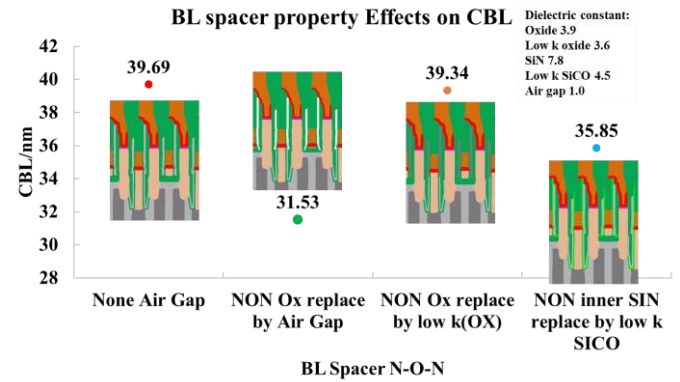 BL spacer property Effects on CBL
Dielectric constant:
Oxide 3.9
Low k oxide 3.6
SiN 7.8
Low k SiCO 4.5
Air gap 1.0
CBL/nm
42
40
38
36
34
32
30
28
39.69
31.53
39.34
35.85
None Air Gap
NON Ox replace
by Air Gap
NON Ox replace
by low k(OX)
NON inner SIN
replace by low k
SICO
BL Spacer N-O-N